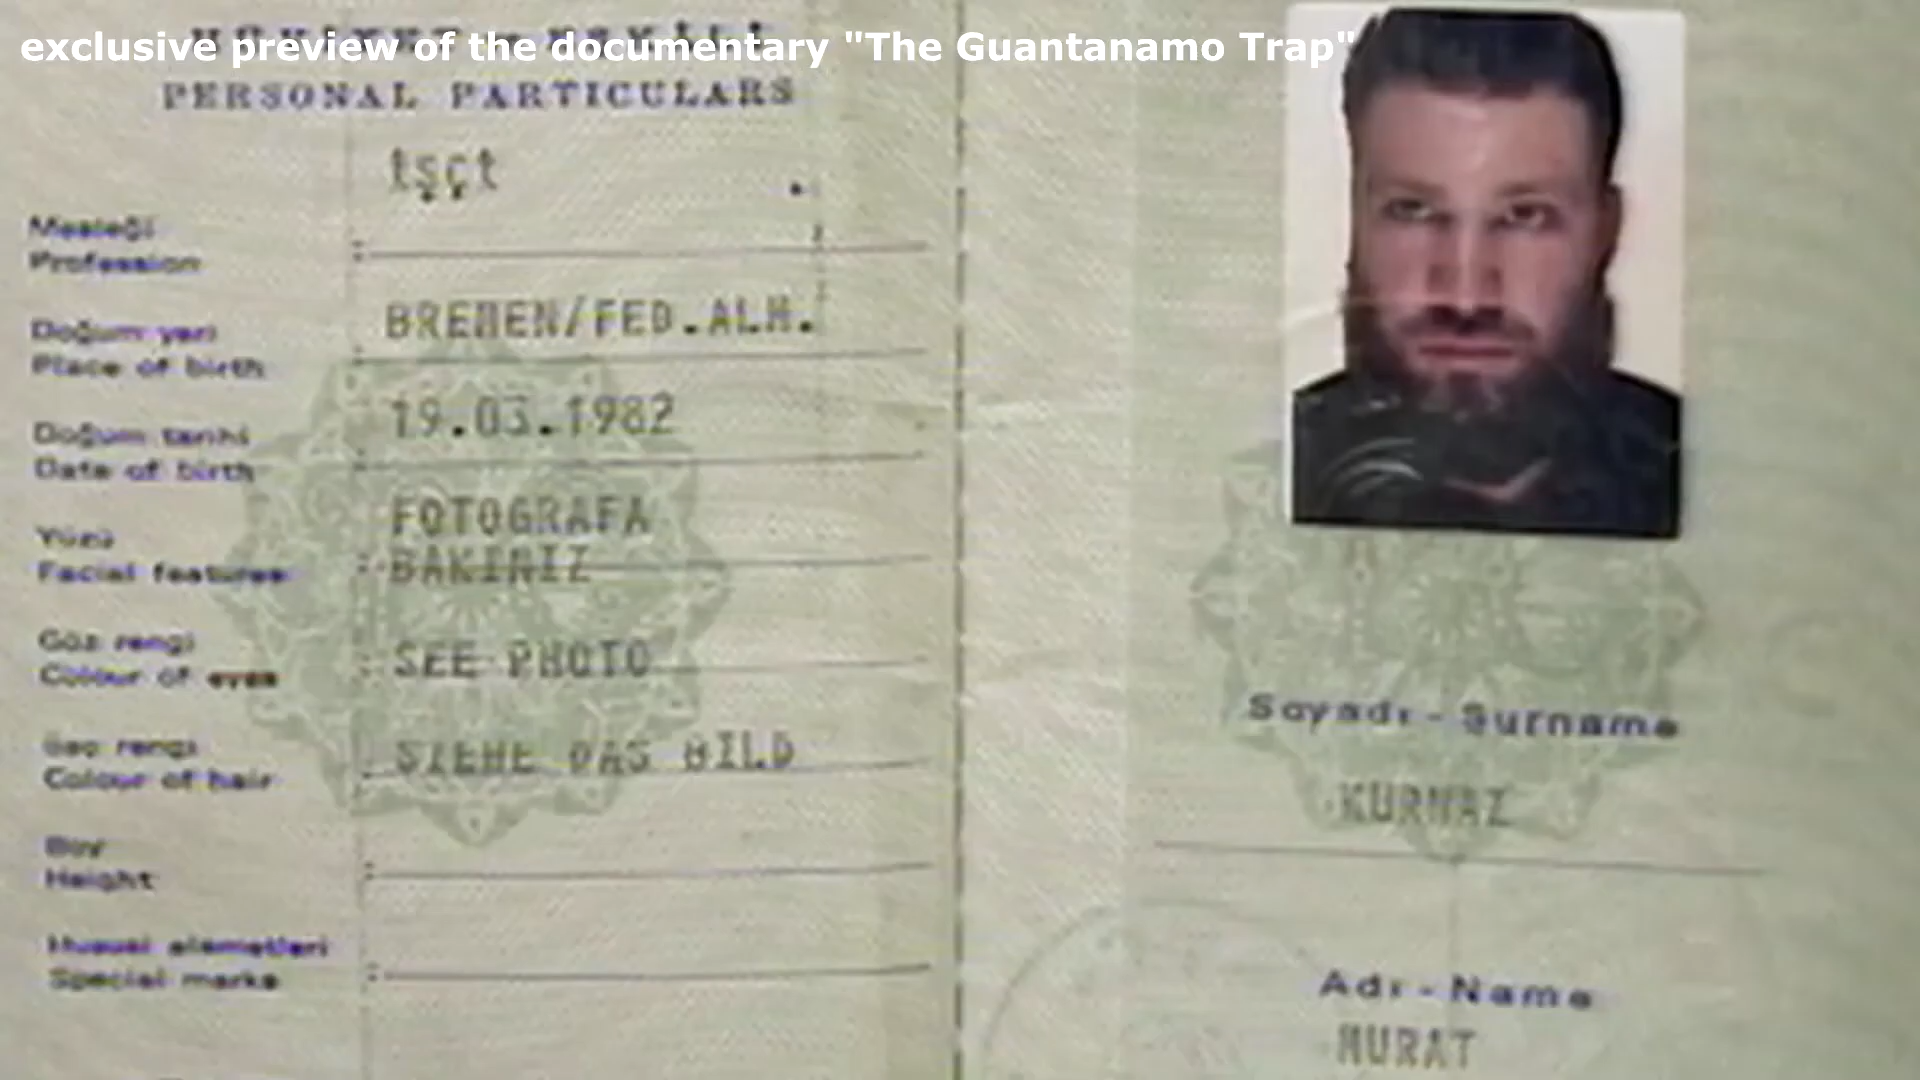 exclusive preview of the documentary "The Guantanamo Trap"
PERSONAL PARTICULARS
tşçt
Mesleği
Profession
BREMEN/FED.ALM.
Doğum yeri
Place of birth
19.03.1982
Doğum tarihi
Date of birth
FOTOGRAFA
BAKINIZ
Yüzü
Facial features
Göz rengi
Colour of eyes
SEE PHOTO
Saç rengi
Colour of hair
SIEHE DAS BILD
Boy
Height
Hususi alametleri
Special marks
Soyadı - Surname
KURNAZ
Adı - Name
MURAT